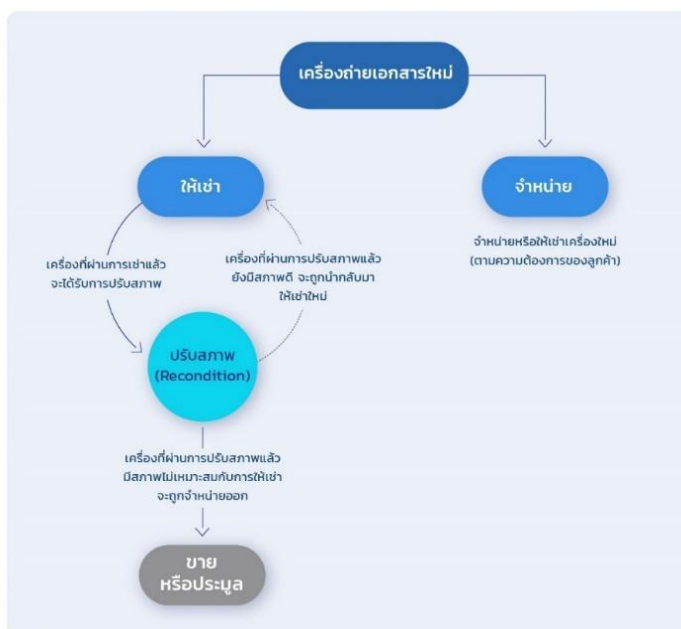 เครื่องถ่ายเอกสารใหม่
ให้เช่า
จำหน่าย
จำหน่ายหรือให้เช่าเครื่องใหม่
(ตามความต้องการของลูกค้า)
เครื่องที่ผ่านการเช่าแล้ว
จะได้รับการปรับสภาพ
เครื่องที่ผ่านการปรับสภาพแล้ว
ยังมีสภาพดี จะถูกนำกลับมา
ให้เช่าใหม่
ปรับสภาพ
(Recondition)
เครื่องที่ผ่านการปรับสภาพแล้ว
มีสภาพไม่เหมาะสมกับการให้เช่า
จะถูกจำหน่ายออก
ขาย
หรือประมูล